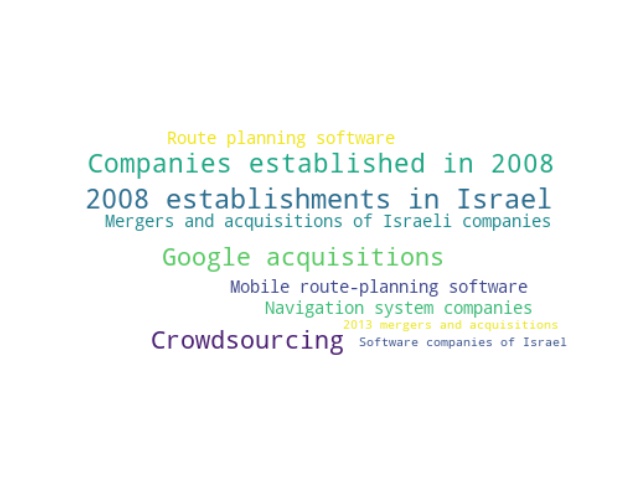 Route planning software
Companies established in 2008
2008 establishments in Israel
Mergers and acquisitions of Israeli companies
Google acquisitions
Mobile route-planning software
Navigation system companies
2013 mergers and acquisitions
Crowdsourcing
Software companies of Israel